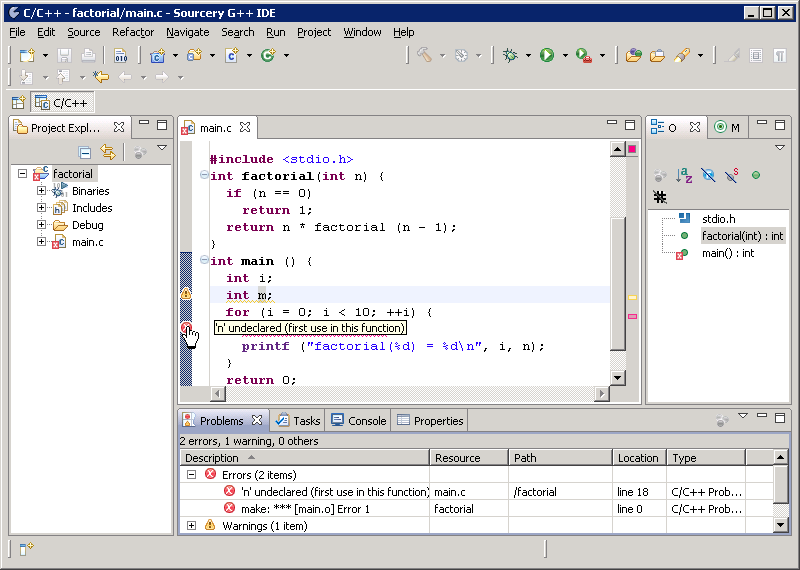 C/C++ - factorial/main.c - Sourcery G++ IDE
File Edit Source Refactor Navigate Search Run Project Window Help
010
C/C++
Project Expl...
factorial
Binaries
Includes
Debug
main.c
main.c
#include <stdio.h>
int factorial(int n) {
if (n == 0)
return 1;
return n * factorial (n - 1);
}
int main () {
int i;
int m;
for (i = 0; i < 10; ++i) {
'n' undeclared (first use in this function)
printf ("factorial(%d) = %d\n", i, n);
}
return 0;
O M
stdio.h
factorial(int) : int
main() : int
Problems Tasks Console Properties
2 errors, 1 warning, 0 others
Description Resource Path Location Type
Errors (2 items)
'n' undeclared (first use in this function) main.c /factorial line 18 C/C++ Prob...
make: *** [main.o] Error 1 factorial line 0 C/C++ Prob...
Warnings (1 item)